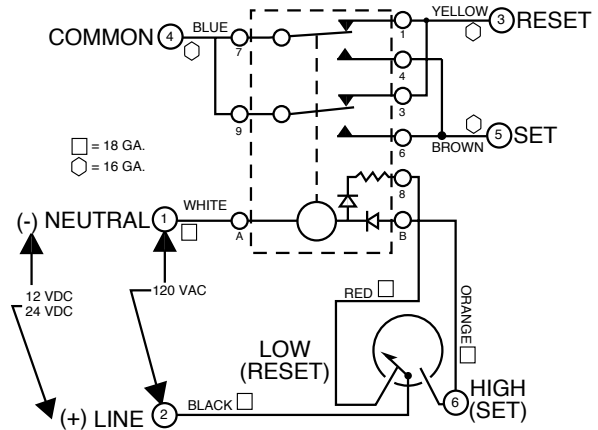 COMMON 4 BLUE 7 1 YELLOW 3 RESET
4
9 3
6 BROWN 5 SET
= 18 GA.
= 16 GA.
8
(-) NEUTRAL 1 WHITE A B
12 VDC
24 VDC
120 VAC
RED
ORANGE
LOW
(RESET)
HIGH
(SET)
6
(+) LINE 2 BLACK